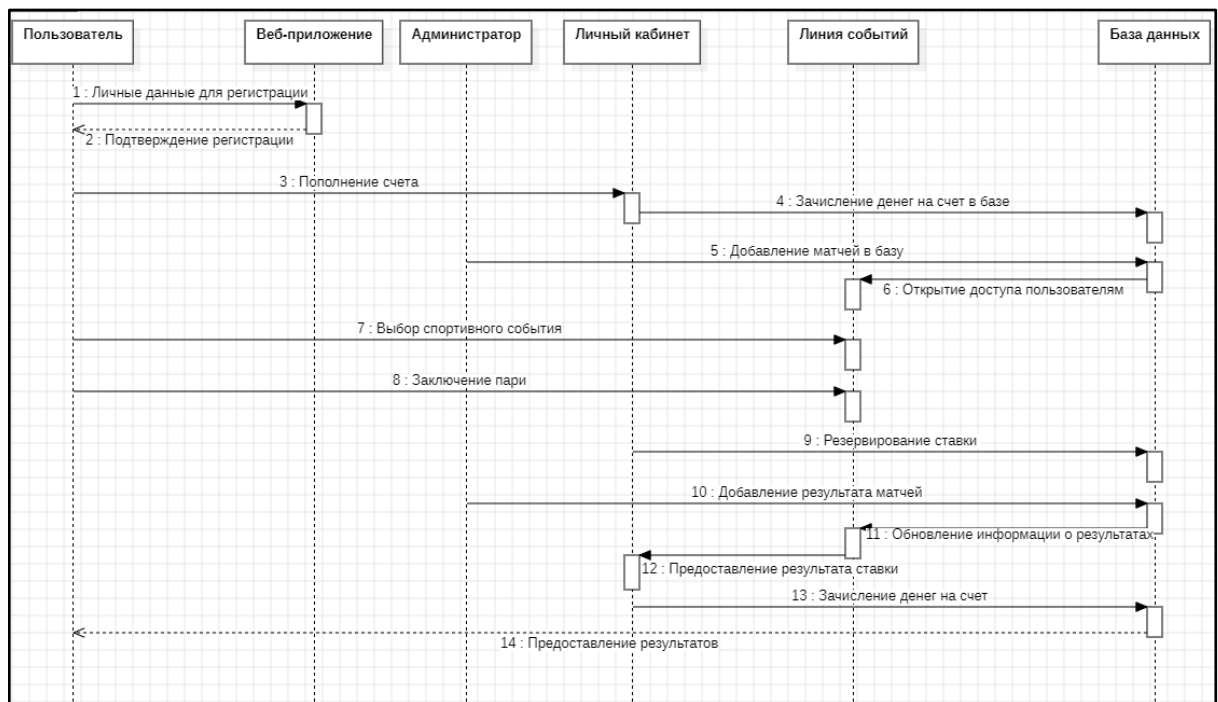 Пользователь
Веб-приложение
Администратор
Личный кабинет
Линия событий
База данных
1 : Личные данные для регистрации
2 : Подтверждение регистрации
3 : Пополнение счета
4 : Зачисление денег на счет в базе
5 : Добавление матчей в базу
6 : Открытие доступа пользователям
7 : Выбор спортивного события
8 : Заключение пари
9 : Резервирование ставки
10 : Добавление результата матчей
11 : Обновление информации о результатах
12 : Предоставление результата ставки
13 : Зачисление денег на счет
14 : Предоставление результатов